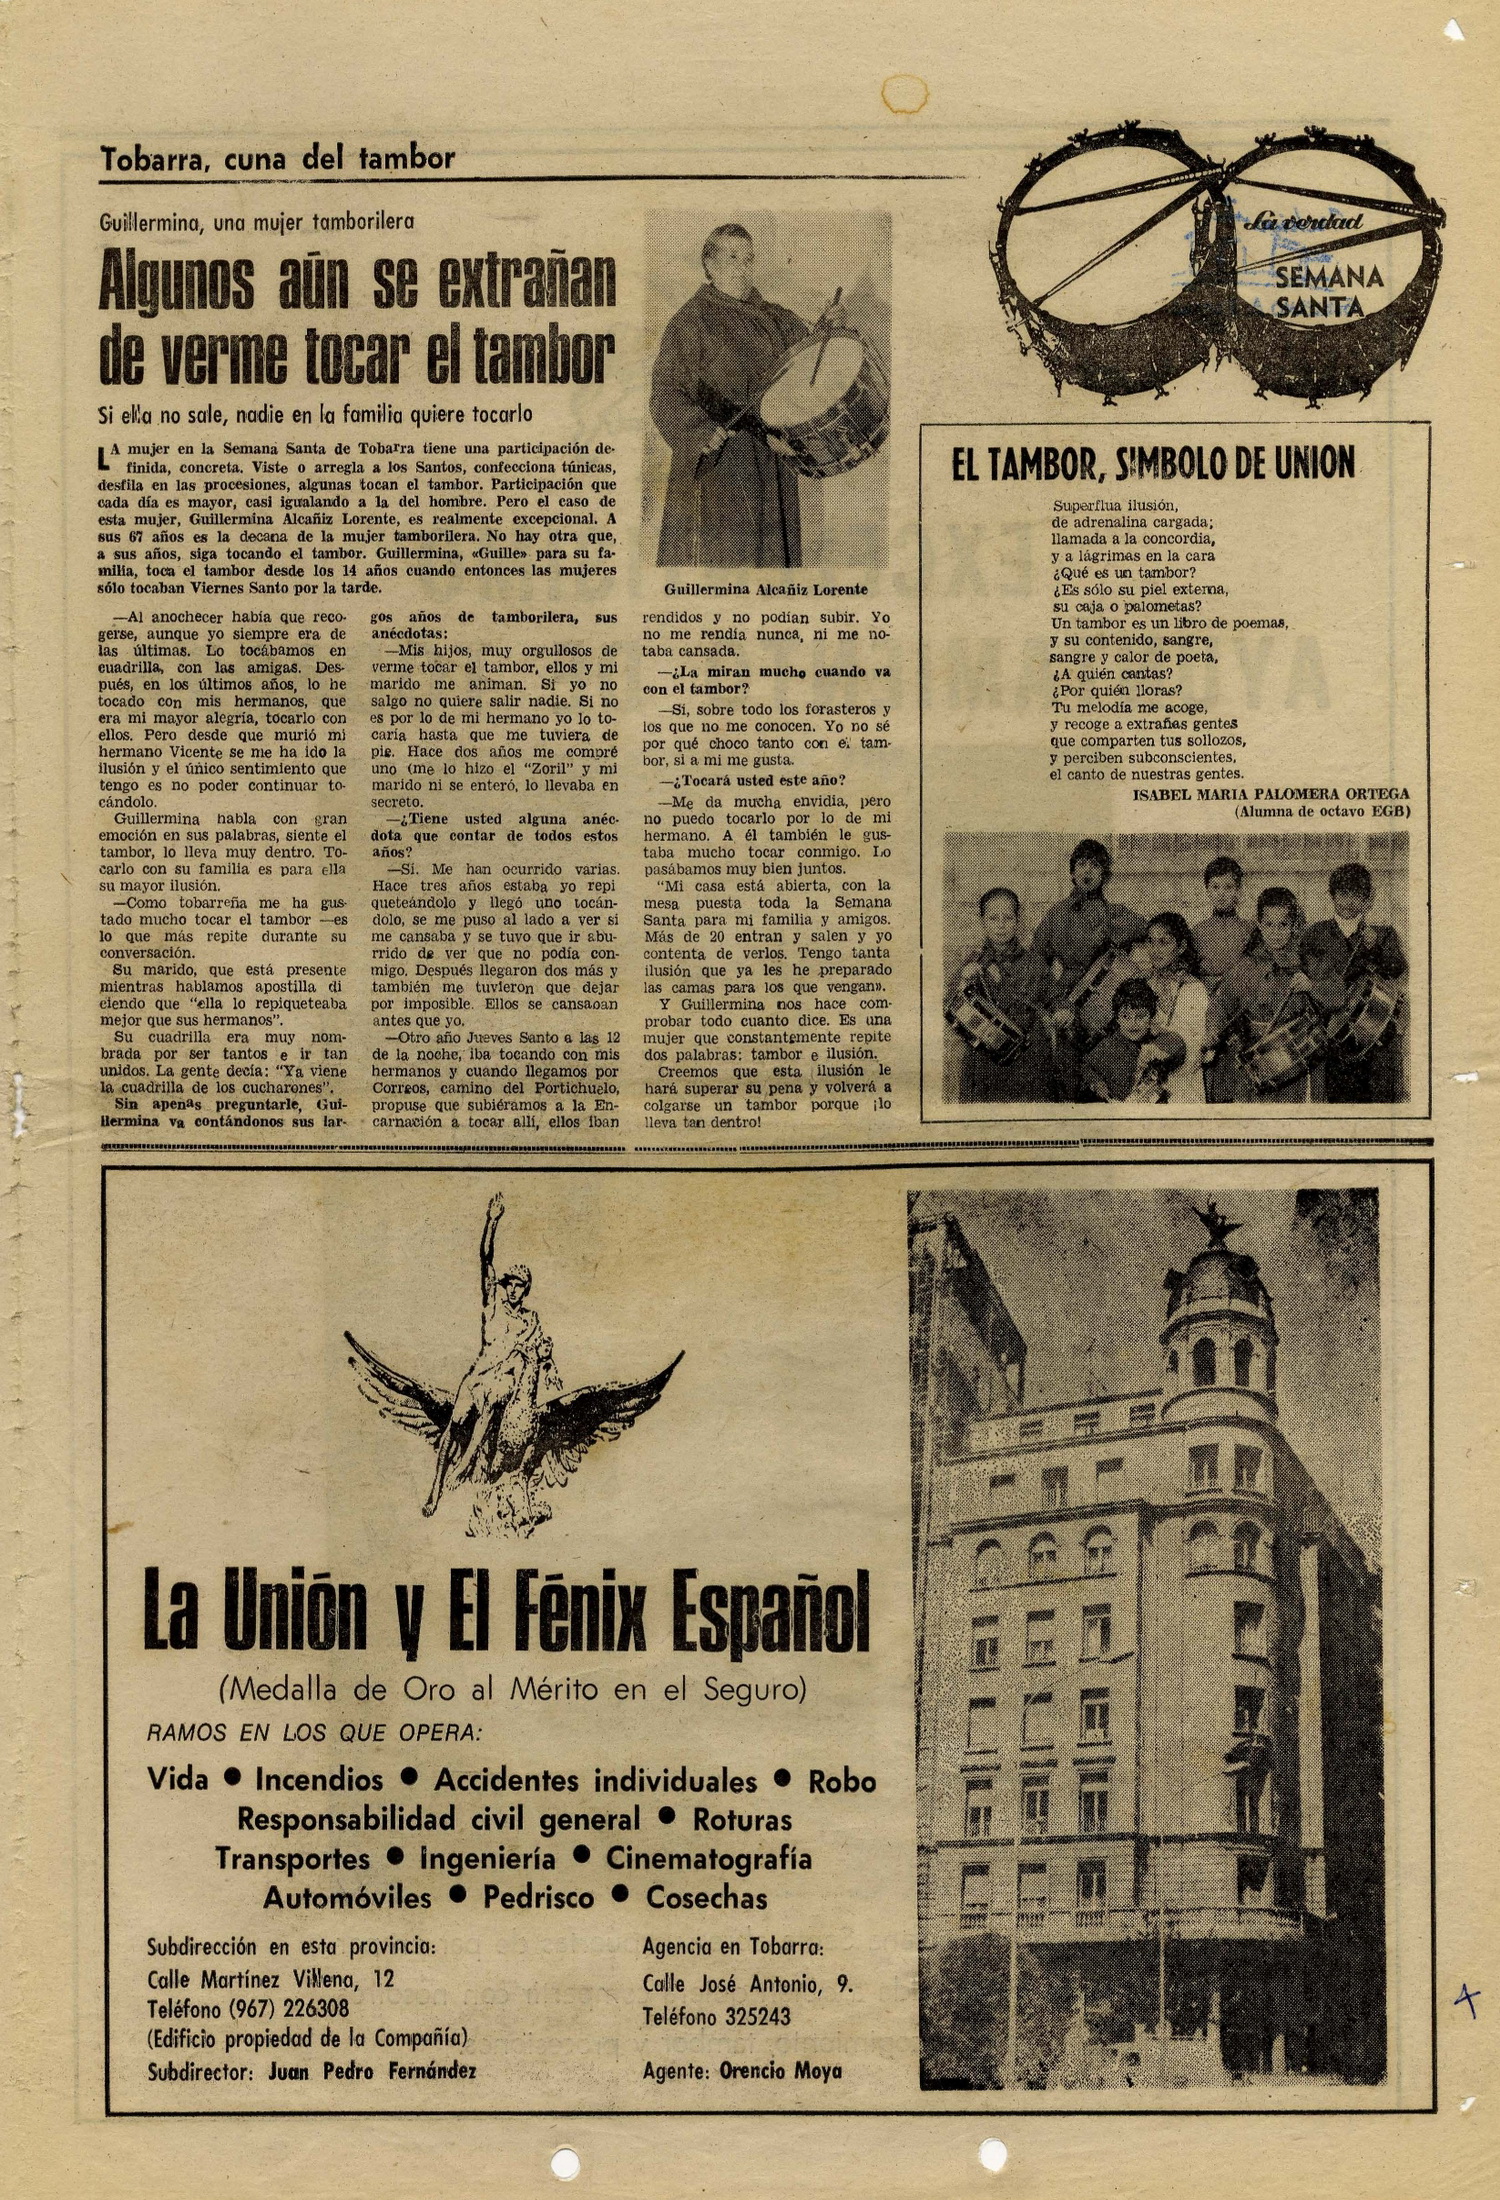 Tobarra, cuna del tambor
La verdad
SEMANA
SANTA
Guillermina, una mujer tamborilera
Algunos aún se extrañan
de verme tocar el tambor
Si ella no sale, nadie en la familia quiere tocarlo
LA mujer en la Semana Santa de Tobarra tiene una participación de-
finida, concreta. Viste o arregla a los Santos, confecciona túnicas,
desfila en las procesiones, algunas tocan el tambor. Participación que
cada día es mayor, casi igualando a la del hombre. Pero el caso de
esta mujer, Guillermina Alcañiz Lorente, es realmente excepcional. A
sus 67 años es la decana de la mujer tamborilera. No hay otra que,
a sus años, siga tocando el tambor. Guillermina, «Guille» para su fa-
milia, toca el tambor desde los 14 años cuando entonces las mujeres
sólo tocaban Viernes Santo por la tarde.
Guillermina Alcañiz Lorente
—Al anochecer había que reco-
gerse, aunque yo siempre era de
las últimas. Lo tocábamos en
cuadrilla, con las amigas. Des-
pués, en los últimos años, lo he
tocado con mis hermanos, que
era mi mayor alegría, tocarlo con
ellos. Pero desde que murió mi
hermano Vicente se me ha ido la
ilusión y el único sentimiento que
tengo es no poder continuar to-
cándolo.
Guillermina habla con gran
emoción en sus palabras, siente el
tambor, lo lleva muy dentro. To-
carlo con su familia es para ella
su mayor ilusión.
—Como tobarreña me ha gus-
tado mucho tocar el tambor —es
lo que más repite durante su
conversación.
Su marido, que está presente
mientras hablamos apostilla di
ciendo que "ella lo repiqueteaba
mejor que sus hermanos".
Su cuadrilla era muy nom-
brada por ser tantos e ir tan
unidos. La gente decía: "Ya viene
la cuadrilla de los cucharones".
Sin apenas preguntarle, Gui-
llermina va contándonos sus lar-
gos años de tamborilera, sus
anécdotas:
—Mis hijos, muy orgullosos de
verme tocar el tambor, ellos y mi
marido me animan. Si yo no
salgo no quiere salir nadie. Si no
es por lo de mi hermano yo lo to-
caría hasta que me tuviera de
pie. Hace dos años me compré
uno (me lo hizo el "Zoril" y mi
marido ni se enteró, lo llevaba en
secreto.
—¿Tiene usted alguna anéc-
dota que contar de todos estos
años?
—Sí. Me han ocurrido varias.
Hace tres años estaba yo repi
queteándolo y llegó uno tocán-
dolo, se me puso al lado a ver si
me cansaba y se tuvo que ir abu-
rrido de ver que no podía con-
migo. Después llegaron dos más y
también me tuvieron que dejar
por imposible. Ellos se cansaoan
antes que yo.
—Otro año Jueves Santo a las 12
de la noche, iba tocando con mis
hermanos y cuando llegamos por
Correos, camino del Portichuelo,
propuse que subiéramos a la En-
carnación a tocar allí, ellos iban
rendidos y no podían subir. Yo
no me rendía nunca, ni me no-
taba cansada.
—¿La miran mucho cuando va
con el tambor?
—Sí, sobre todo los forasteros y
los que no me conocen. Yo no sé
por qué choco tanto con el tam-
bor, si a mi me gusta.
—¿Tocará usted este año?
—Me da mucha envidia, pero
no puedo tocarlo por lo de mi
hermano. A él también le gus-
taba mucho tocar conmigo. Lo
pasábamos muy bien juntos.
"Mi casa está abierta, con la
mesa puesta toda la Semana
Santa para mi familia y amigos.
Más de 20 entran y salen y yo
contenta de verlos. Tengo tanta
ilusión que ya les he preparado
las camas para los que vengan».
Y Guillermina nos hace com-
probar todo cuanto dice. Es una
mujer que constantemente repite
dos palabras: tambor e ilusión.
Creemos que esta ilusión le
hará superar su pena y volverá a
colgarse un tambor porque ¡lo
lleva tan dentro!
EL TAMBOR, SIMBOLO DE UNION
Superflua ilusión,
de adrenalina cargada;
llamada a la concordia,
y a lágrimas en la cara
¿Qué es un tambor?
¿Es sólo su piel externa,
su caja o palometas?
Un tambor es un libro de poemas,
y su contenido, sangre,
sangre y calor de poeta,
¿A quién cantas?
¿Por quién lloras?
Tu melodía me acoge,
y recoge a extrañas gentes
que comparten tus sollozos,
y perciben subconscientes,
el canto de nuestras gentes.
ISABEL MARIA PALOMERA ORTEGA
(Alumna de octavo EGB)
La Unión y El Fénix Español
(Medalla de Oro al Mérito en el Seguro)
RAMOS EN LOS QUE OPERA:
Vida ● Incendios ● Accidentes individuales ● Robo
Responsabilidad civil general ● Roturas
Transportes ● Ingeniería ● Cinematografía
Automóviles ● Pedrisco ● Cosechas
Subdirección en esta provincia:
Calle Martínez Villena, 12
Teléfono (967) 226308
(Edificio propiedad de la Compañía)
Subdirector: Juan Pedro Fernández
Agencia en Tobarra:
Calle José Antonio, 9.
Teléfono 325243
Agente: Orencio Moya